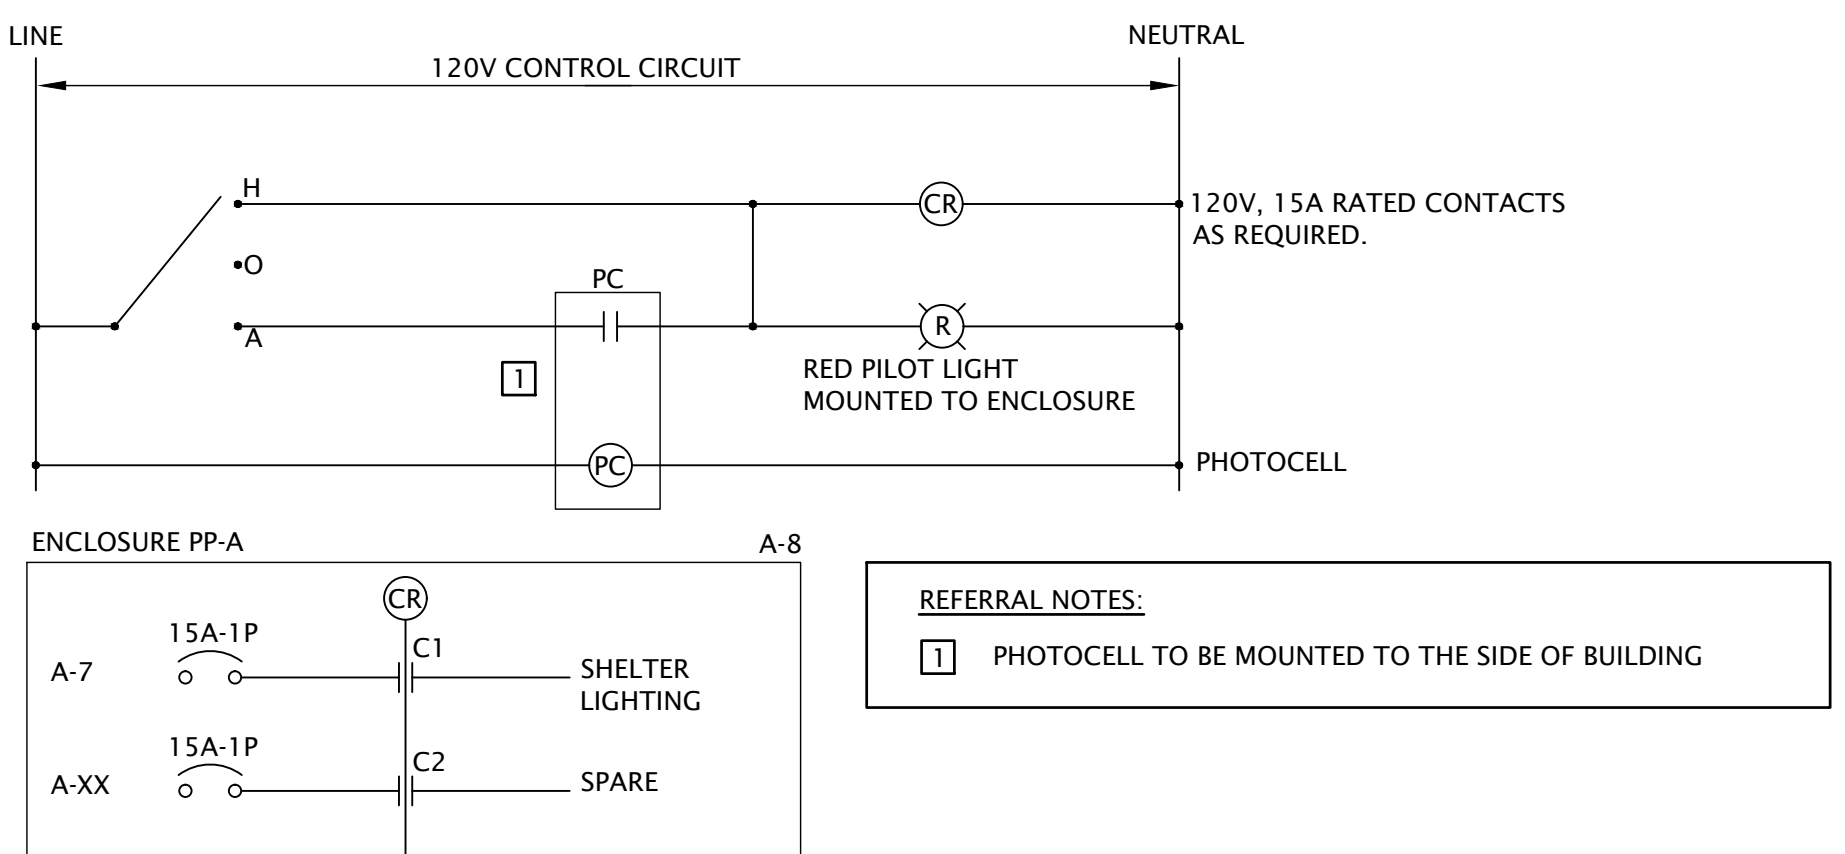 LINE
NEUTRAL
120V CONTROL CIRCUIT
H
CR
120V, 15A RATED CONTACTS
AS REQUIRED.
O
PC
A
R
1
RED PILOT LIGHT
MOUNTED TO ENCLOSURE
PC
PHOTOCELL
ENCLOSURE PP-A
A-8
CR
15A-1P
C1
A-7
SHELTER
LIGHTING
15A-1P
C2
A-XX
SPARE
REFERRAL NOTES:
1 PHOTOCELL TO BE MOUNTED TO THE SIDE OF BUILDING